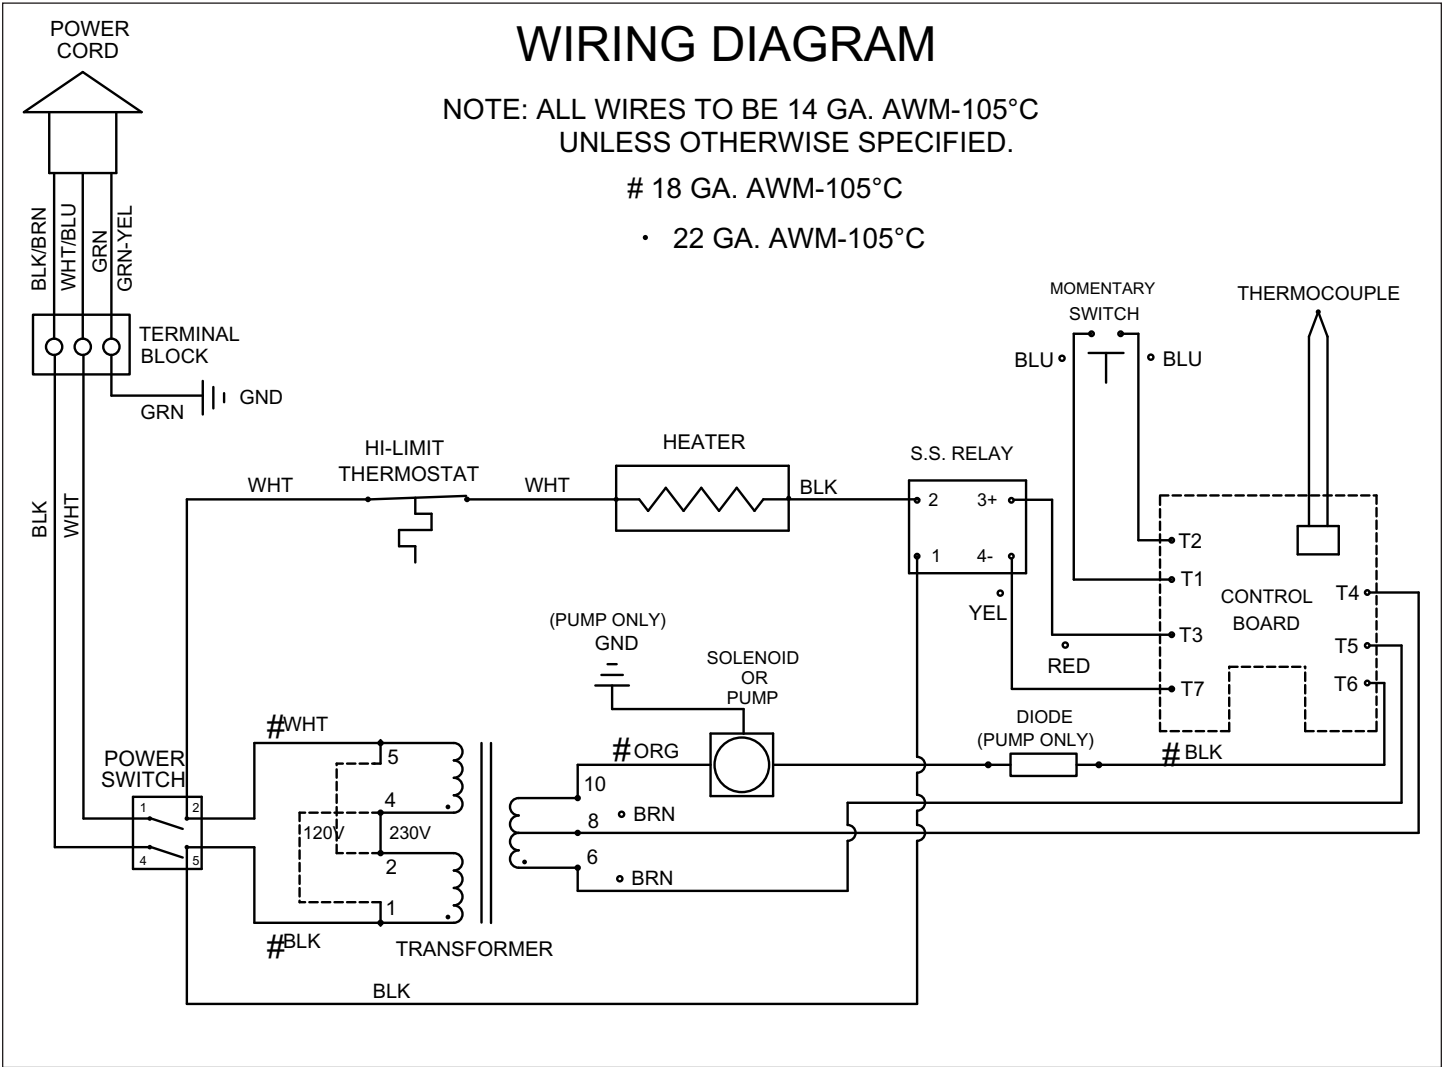 POWER
CORD
WIRING DIAGRAM
NOTE: ALL WIRES TO BE 14 GA. AWM-105°C
UNLESS OTHERWISE SPECIFIED.
# 18 GA. AWM-105°C
· 22 GA. AWM-105°C
BLK/BRN
WHT/BLU
GRN
GRN-YEL
TERMINAL
BLOCK
GRN
GND
BLK
WHT
MOMENTARY
SWITCH
BLU
BLU
THERMOCOUPLE
WHT
HI-LIMIT
THERMOSTAT
WHT
HEATER
BLK
S.S. RELAY
2
3+
1
4-
YEL
RED
T2
T1
T3
T7
CONTROL
BOARD
T4
T5
T6
(PUMP ONLY)
GND
SOLENOID
OR
PUMP
DIODE
(PUMP ONLY)
#BLK
#WHT
POWER
SWITCH
1
2
4
5
5
4
120V
230V
2
1
#BLK
TRANSFORMER
#ORG
10
8
BRN
6
BRN
BLK